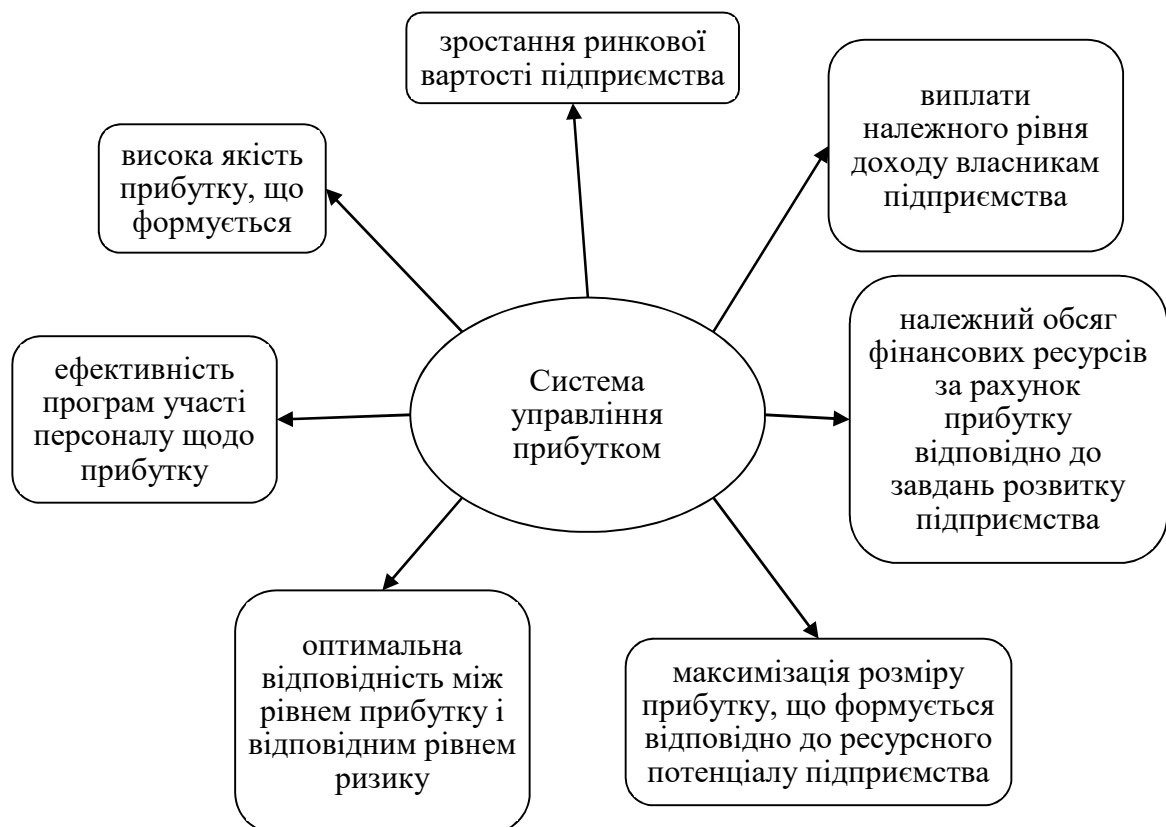 зростання ринкової
вартості підприємства
виплати
належного рівня
доходу власникам
підприємства
висока якість
прибутку, що
формується
належний обсяг
фінансових ресурсів
за рахунок
прибутку
відповідно до
завдань розвитку
підприємства
ефективність
програм участі
персоналу щодо
прибутку
Система
управління
прибутком
оптимальна
відповідність між
рівнем прибутку і
відповідним рівнем
ризику
максимізація розміру
прибутку, що формується
відповідно до ресурсного
потенціалу підприємства